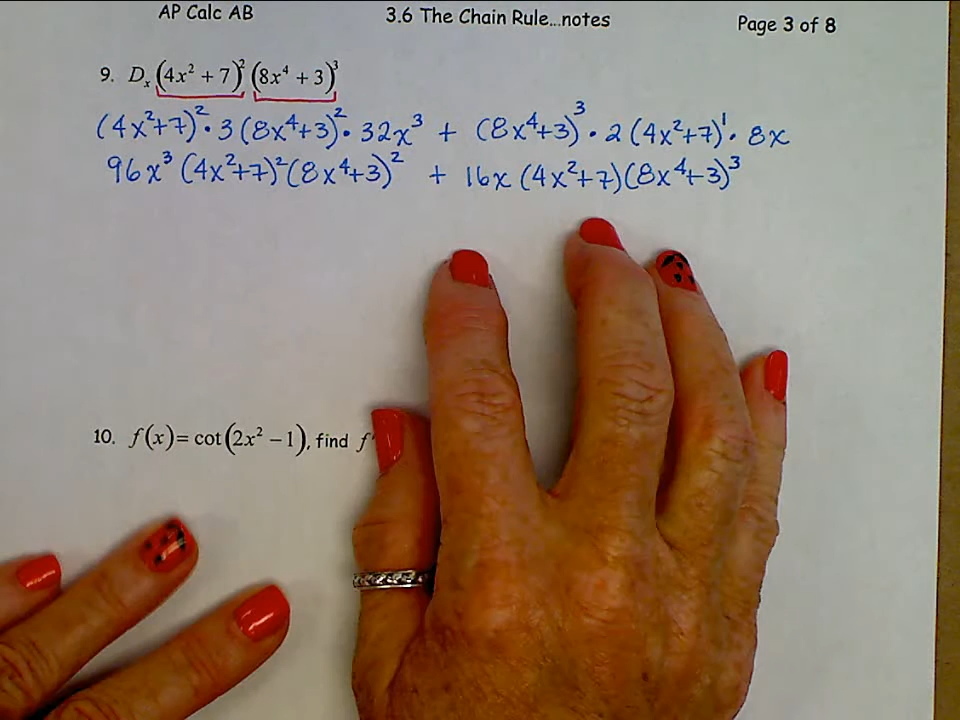 AP Calc AB 3.6 The Chain Rule...notes Page 3 of 8
9. Dₓ (4x² + 7)² (8x⁴ + 3)³
(4x²+7)² · 3(8x⁴+3)² · 32x³ + (8x⁴+3)³ · 2(4x²+7)¹ · 8x
96x³ (4x²+7)²(8x⁴+3)² + 16x (4x²+7)(8x⁴+3)³
10. f(x) = cot(2x² − 1), find f'